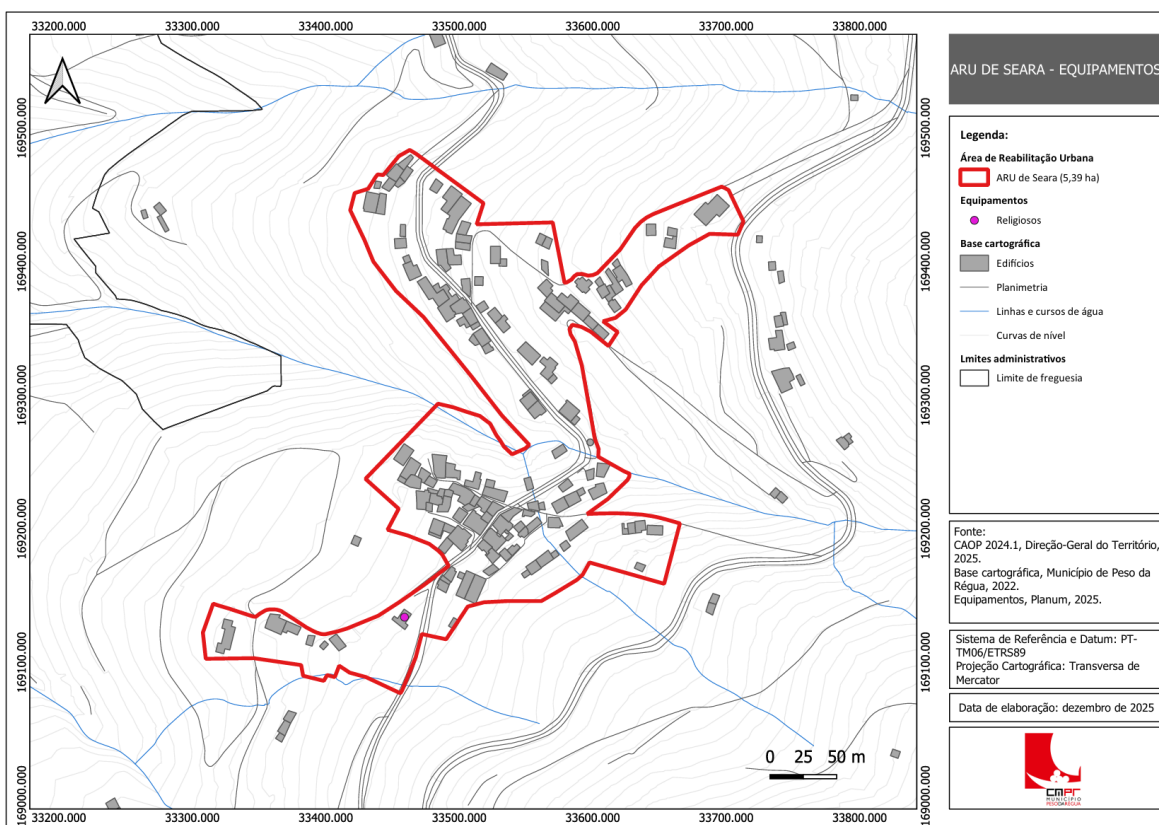 33200.000 33300.000 33400.000 33500.000 33600.000 33700.000 33800.000
169500.000 169500.000
169400.000 169400.000
169300.000 169300.000
169200.000 169200.000
169100.000 169100.000
169000.000 169000.000
0 25 50 m
33200.000 33300.000 33400.000 33500.000 33600.000 33700.000 33800.000
ARU DE SEARA - EQUIPAMENTOS
Legenda:
Área de Reabilitação Urbana
ARU de Seara (5,39 ha)
Equipamentos
Religiosos
Base cartográfica
Edifícios
Planimetria
Linhas e cursos de água
Curvas de nível
Lmites administrativos
Limite de freguesia
Fonte:
CAOP 2024.1, Direção-Geral do Território,
2025.
Base cartográfica, Município de Peso da
Régua, 2022.
Equipamentos, Planum, 2025.
Sistema de Referência e Datum: PT-
TM06/ETRS89
Projeção Cartográfica: Transversa de
Mercator
Data de elaboração: dezembro de 2025
CMPR
MUNICÍPIO
PESO DA RÉGUA